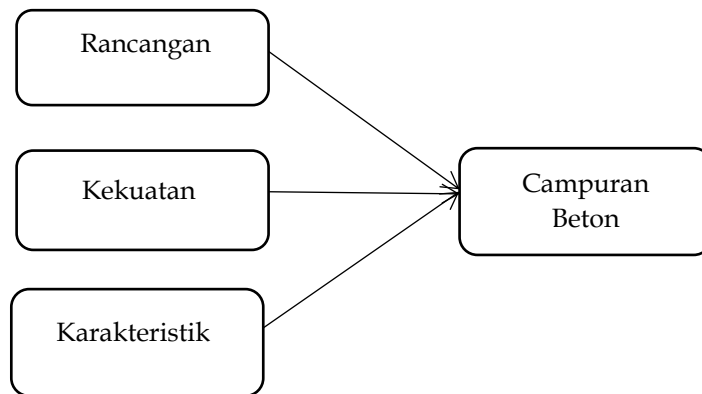 Rancangan
Kekuatan
Karakteristik
Campuran
Beton